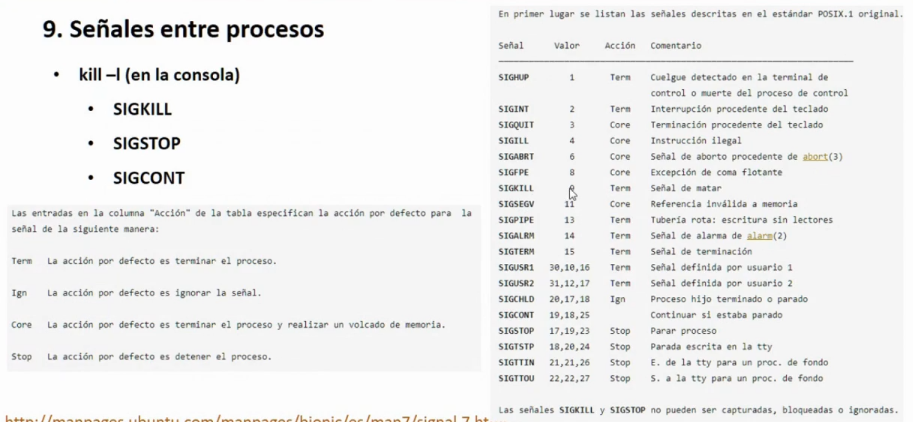 9. Señales entre procesos
• kill –l (en la consola)
• SIGKILL
• SIGSTOP
• SIGCONT
Las entradas en la columna "Acción" de la tabla especifican la acción por defecto para la
señal de la siguiente manera:
Term La acción por defecto es terminar el proceso.
Ign La acción por defecto es ignorar la señal.
Core La acción por defecto es terminar el proceso y realizar un volcado de memoria.
Stop La acción por defecto es detener el proceso.
http://manpages.ubuntu.com/manpages/bionic/es/man7/signal.7.ht
En primer lugar se listan las señales descritas en el estándar POSIX.1 original.
Señal Valor Acción Comentario
SIGHUP 1 Term Cuelgue detectado en la terminal de
control o muerte del proceso de control
SIGINT 2 Term Interrupción procedente del teclado
SIGQUIT 3 Core Terminación procedente del teclado
SIGILL 4 Core Instrucción ilegal
SIGABRT 6 Core Señal de aborto procedente de abort(3)
SIGFPE 8 Core Excepción de coma flotante
SIGKILL 9 Term Señal de matar
SIGSEGV 11 Core Referencia inválida a memoria
SIGPIPE 13 Term Tubería rota: escritura sin lectores
SIGALRM 14 Term Señal de alarma de alarm(2)
SIGTERM 15 Term Señal de terminación
SIGUSR1 30,10,16 Term Señal definida por usuario 1
SIGUSR2 31,12,17 Term Señal definida por usuario 2
SIGCHLD 20,17,18 Ign Proceso hijo terminado o parado
SIGCONT 19,18,25 Continuar si estaba parado
SIGSTOP 17,19,23 Stop Parar proceso
SIGTSTP 18,20,24 Stop Parada escrita en la tty
SIGTTIN 21,21,26 Stop E. de la tty para un proc. de fondo
SIGTTOU 22,22,27 Stop S. a la tty para un proc. de fondo
Las señales SIGKILL y SIGSTOP no pueden ser capturadas, bloqueadas o ignoradas.